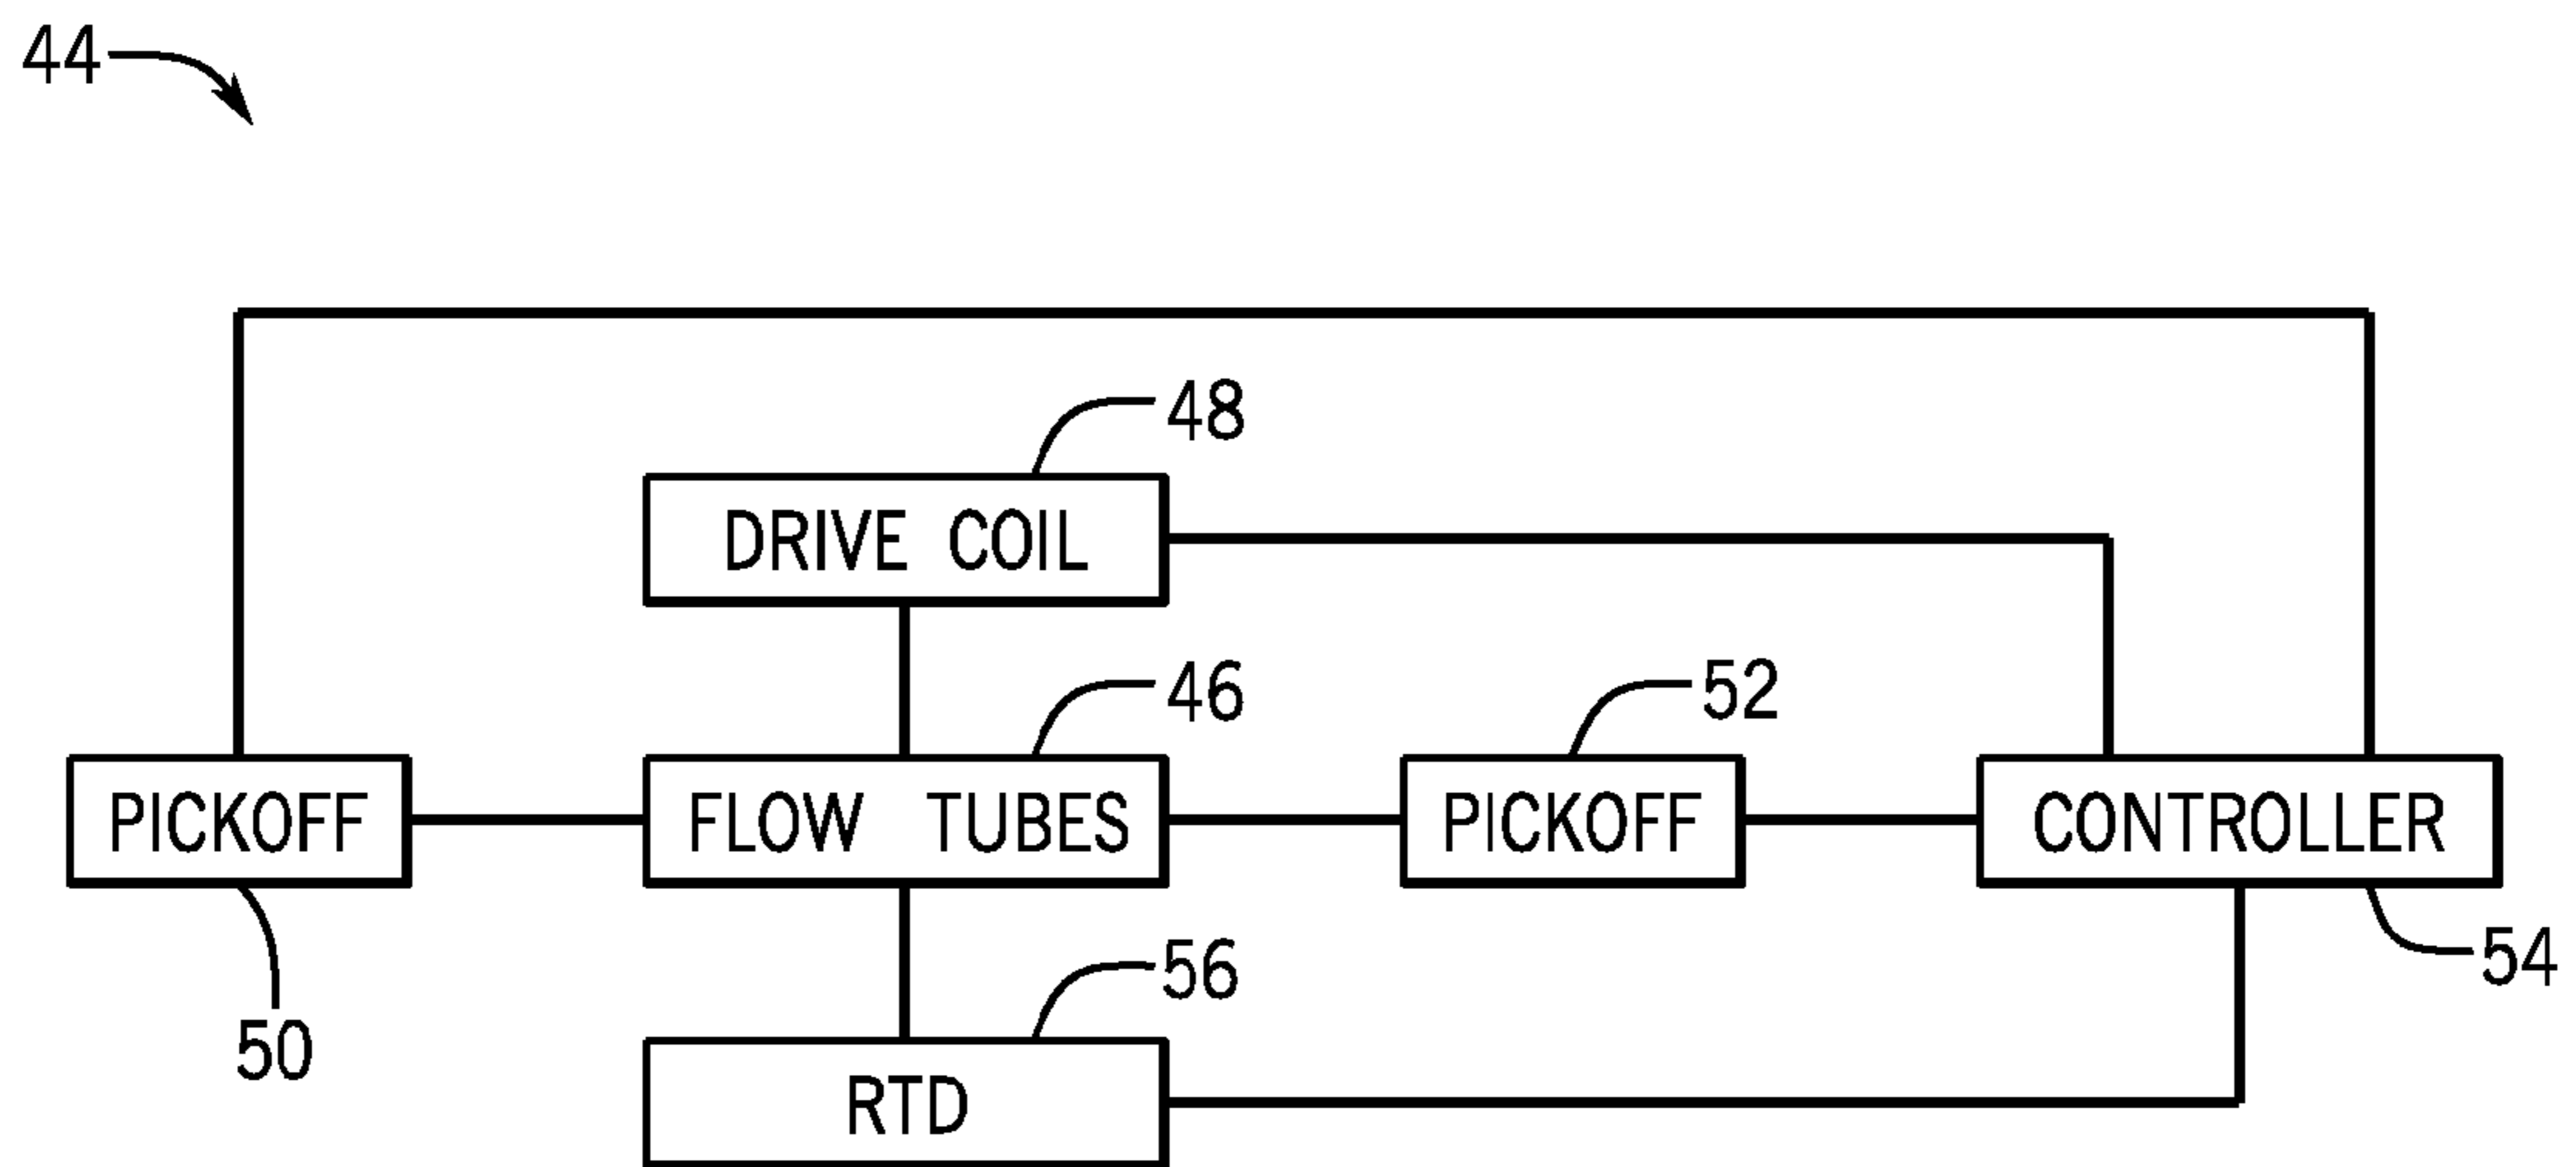 44
48
DRIVE COIL
46
52
PICKOFF
FLOW TUBES
PICKOFF
CONTROLLER
56
54
50
RTD